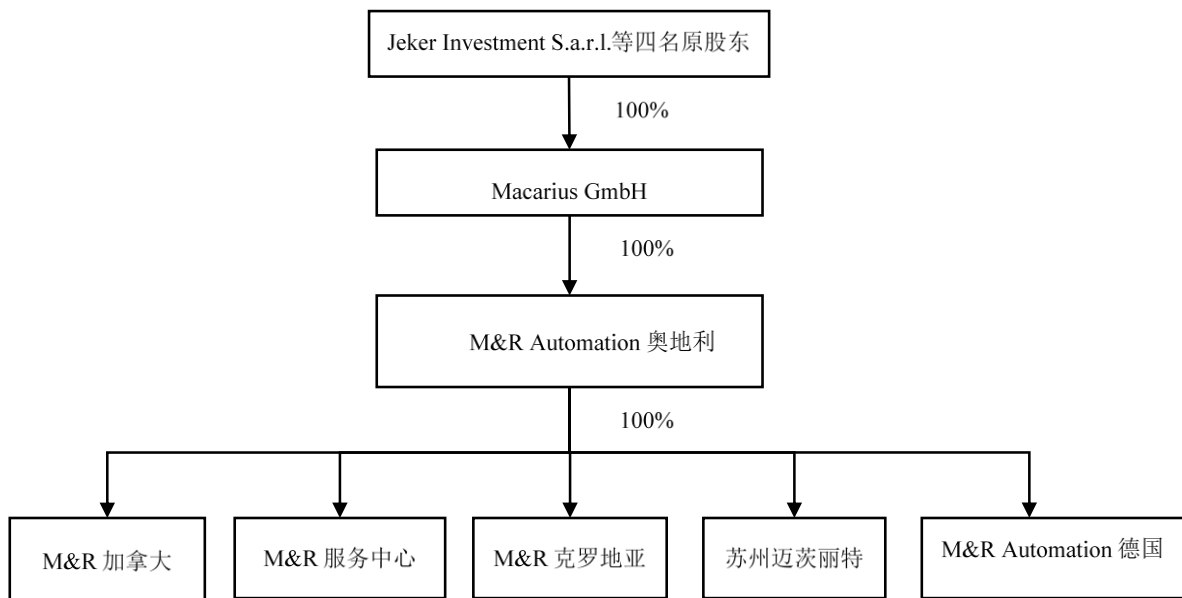 Jeker Investment S.a.r.l.等四名原股东
100%
Macarius GmbH
100%
M&R Automation 奥地利
100%
M&R 加拿大
M&R 服务中心
M&R 克罗地亚
苏州迈茨丽特
M&R Automation 德国